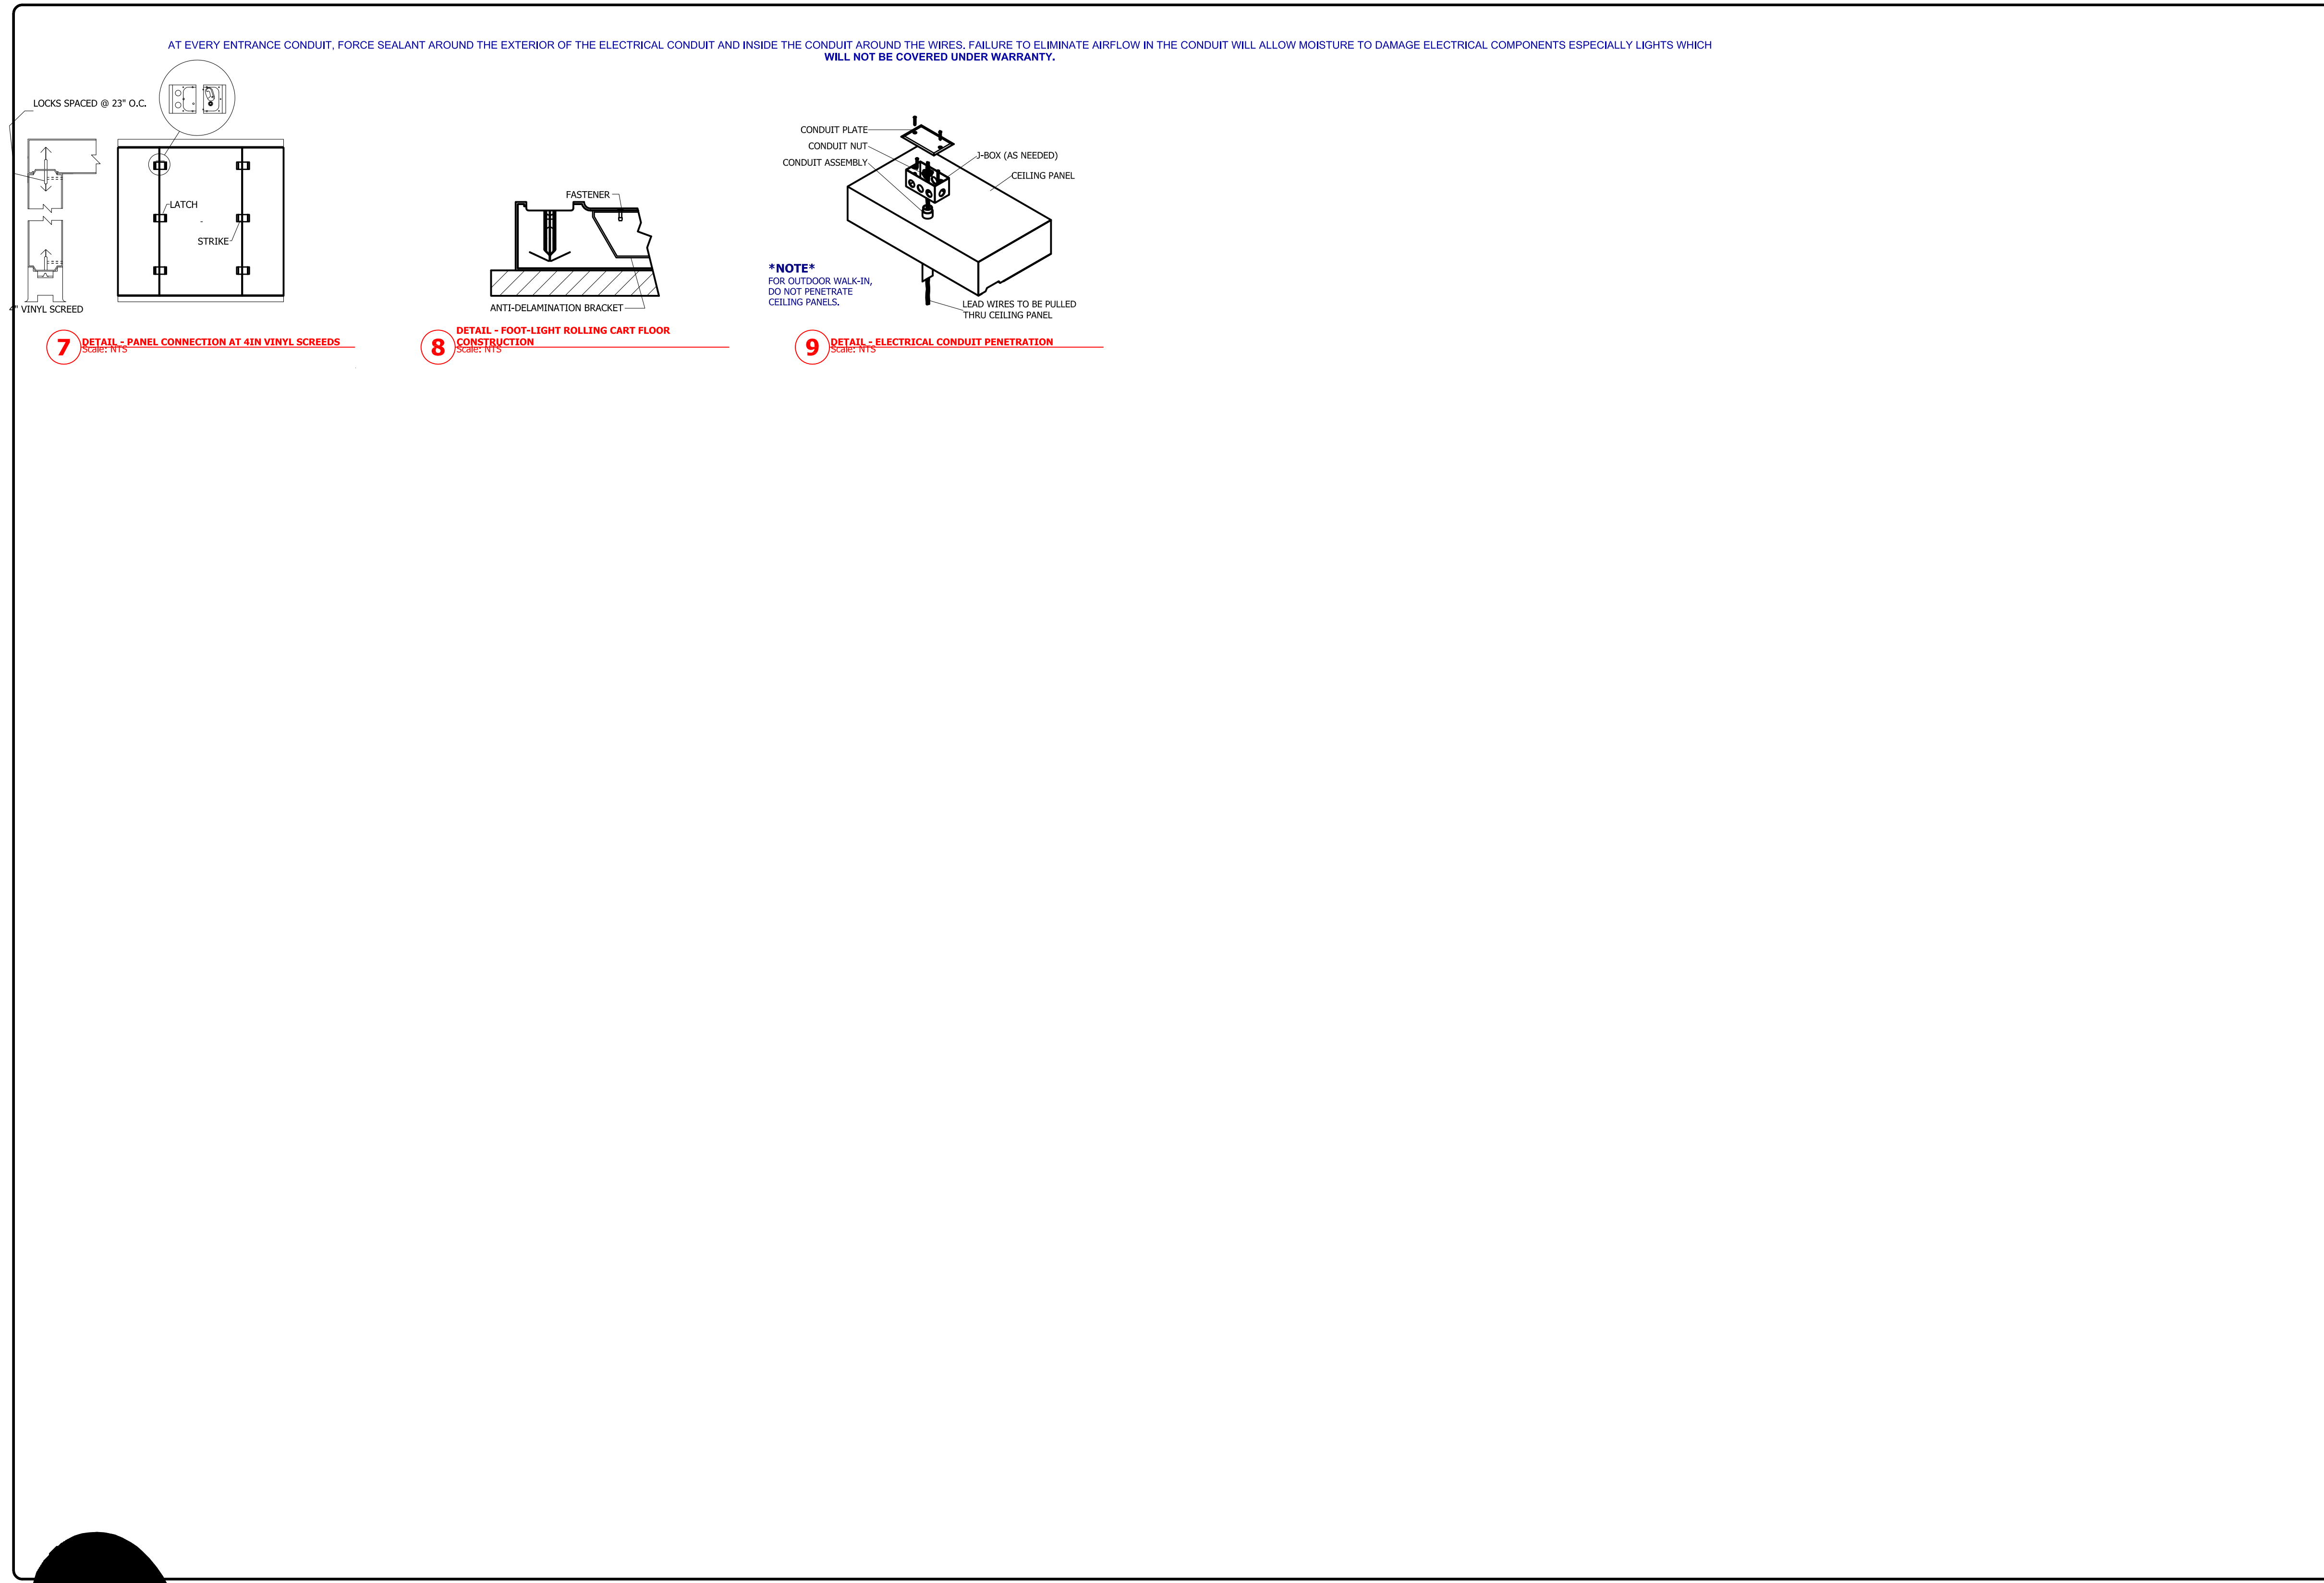 AT EVERY ENTRANCE CONDUIT, FORCE SEALANT AROUND THE EXTERIOR OF THE ELECTRICAL CONDUIT AND INSIDE THE CONDUIT AROUND THE WIRES. FAILURE TO ELIMINATE AIRFLOW IN THE CONDUIT WILL ALLOW MOISTURE TO DAMAGE ELECTRICAL COMPONENTS ESPECIALLY LIGHTS WHICH
WILL NOT BE COVERED UNDER WARRANTY.
LOCKS SPACED @ 23" O.C.
LATCH
STRIKE
4" VINYL SCREED
7
DETAIL - PANEL CONNECTION AT 4IN VINYL SCREEDS
Scale: NTS
FASTENER
ANTI-DELAMINATION BRACKET
8
DETAIL - FOOT-LIGHT ROLLING CART FLOOR
CONSTRUCTION
Scale: NTS
CONDUIT PLATE
CONDUIT NUT
CONDUIT ASSEMBLY
J-BOX (AS NEEDED)
CEILING PANEL
*NOTE*
FOR OUTDOOR WALK-IN,
DO NOT PENETRATE
CEILING PANELS.
LEAD WIRES TO BE PULLED
THRU CEILING PANEL
9
DETAIL - ELECTRICAL CONDUIT PENETRATION
Scale: NTS